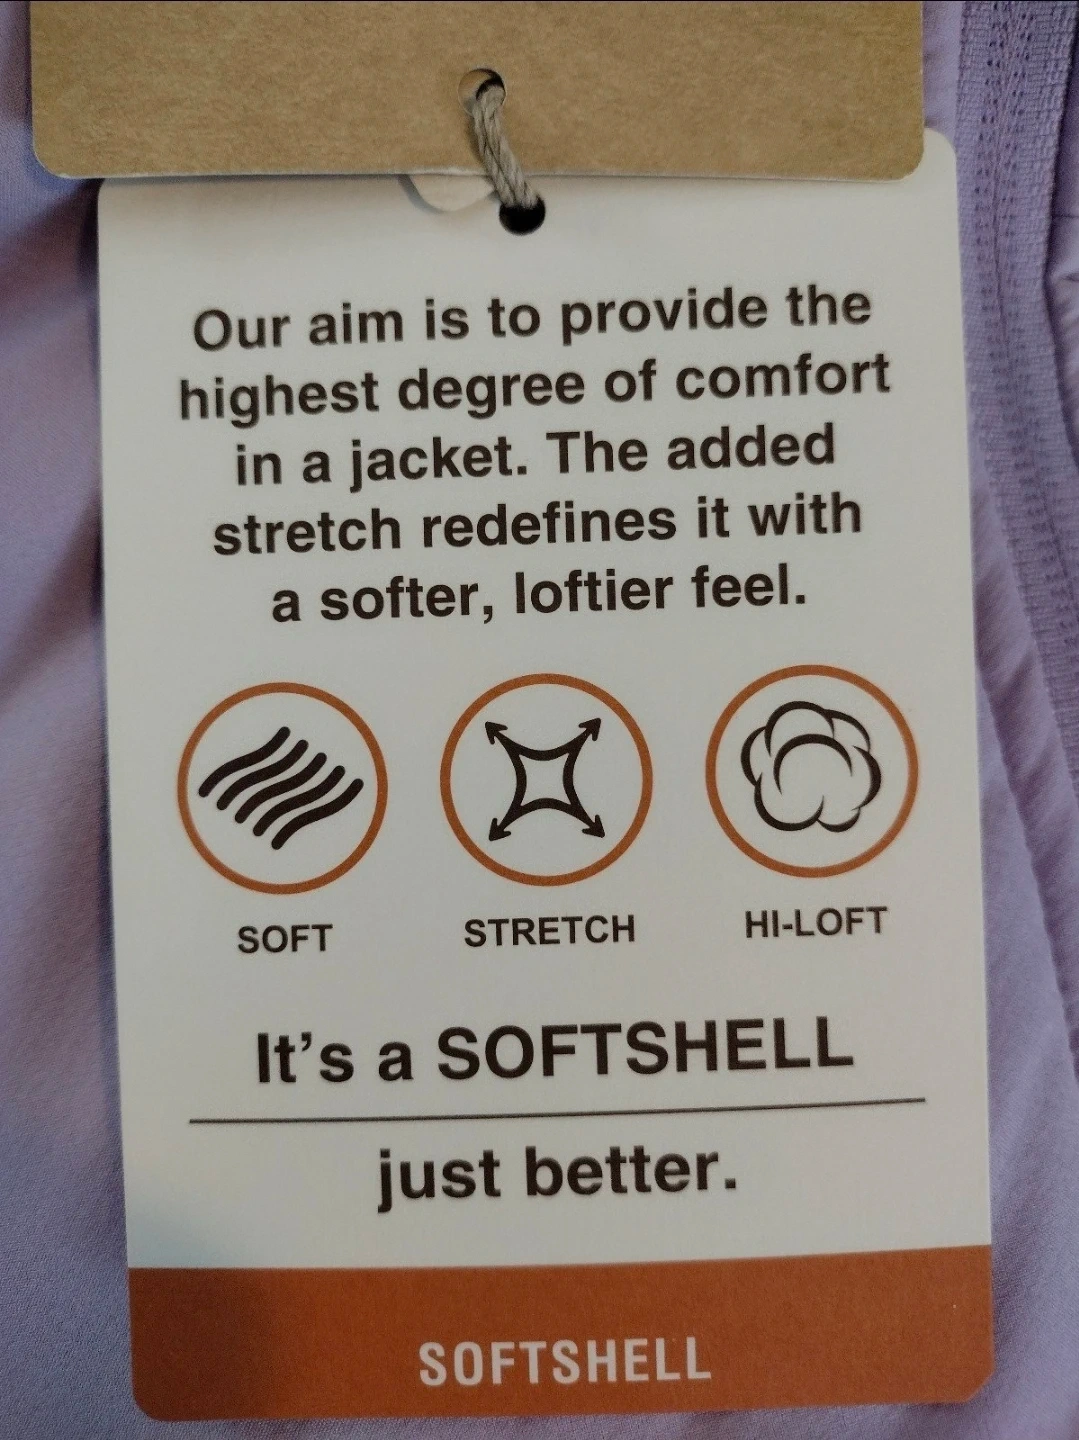 Our aim is to provide the
highest degree of comfort
in a jacket. The added
stretch redefines it with
a softer, loftier feel.
SOFT STRETCH HI-LOFT
It's a SOFTSHELL
just better.
SOFTSHELL